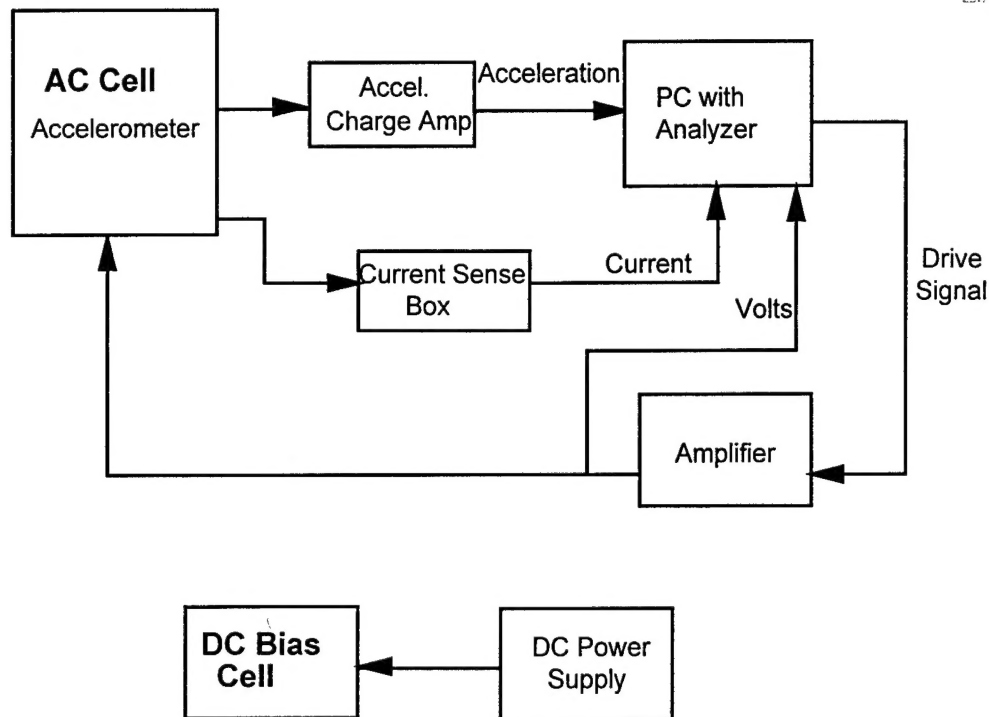 AC Cell
Accelerometer
Accel.
Charge Amp
Acceleration
PC with
Analyzer
Current Sense
Box
Current
Volts
Drive
Signal
Amplifier
DC Bias
Cell
DC Power
Supply